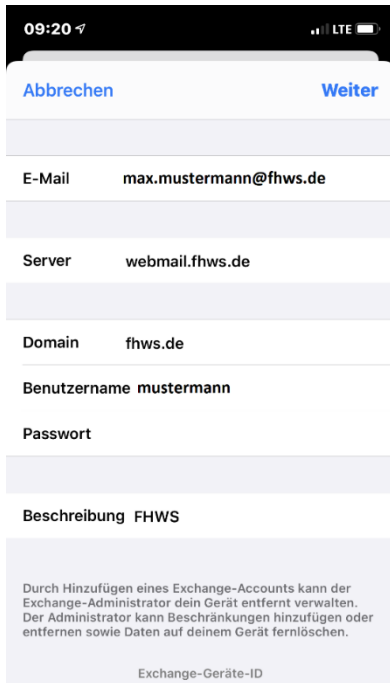 09:20
LTE
Abbrechen Weiter
E-Mail max.mustermann@fhws.de
Server webmail.fhws.de
Domain fhws.de
Benutzername mustermann
Passwort
Beschreibung FHWS
Durch Hinzufügen eines Exchange-Accounts kann der
Exchange-Administrator dein Gerät entfernt verwalten.
Der Administrator kann Beschränkungen hinzufügen oder
entfernen sowie Daten auf deinem Gerät fernlöschen.
Exchange-Geräte-ID